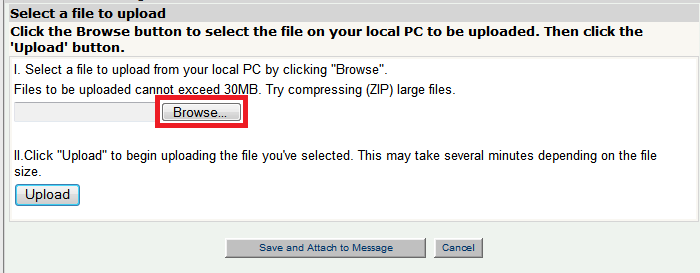 Select a file to upload
Click the Browse button to select the file on your local PC to be uploaded. Then click the
'Upload' button.
I. Select a file to upload from your local PC by clicking "Browse".
Files to be uploaded cannot exceed 30MB. Try compressing (ZIP) large files.
Browse...
II.Click "Upload" to begin uploading the file you've selected. This may take several minutes depending on the file
size.
Upload
Save and Attach to Message Cancel